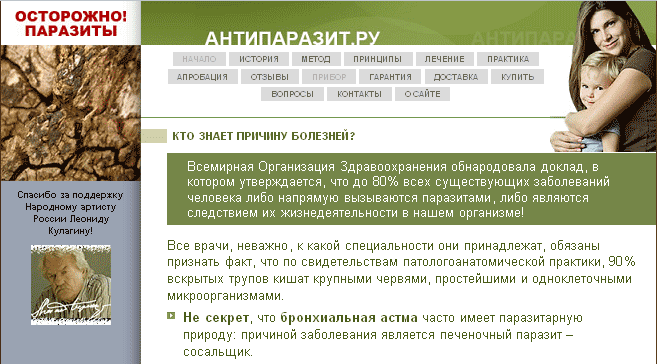 ОСТОРОЖНО!
ПАРАЗИТЫ
АНТИПАРАЗИТ.РУ
АНТИПАРАЗ
НАЧАЛО ИСТОРИЯ МЕТОД ПРИНЦИПЫ ЛЕЧЕНИЕ ПРАКТИКА
АПРОБАЦИЯ ОТЗЫВЫ ПРИБОР ГАРАНТИЯ ДОСТАВКА КУПИТЬ
ВОПРОСЫ КОНТАКТЫ О САЙТЕ
КТО ЗНАЕТ ПРИЧИНУ БОЛЕЗНЕЙ?
Всемирная Организация Здравоохранения обнародовала доклад, в
котором утверждается, что до 80% всех существующих заболеваний
человека либо напрямую вызываются паразитами, либо являются
следствием их жизнедеятельности в нашем организме!
Спасибо за поддержку
Народному артисту
России Леониду
Кулагину!
Все врачи, неважно, к какой специальности они принадлежат, обязаны
признать факт, что по свидетельствам патологоанатомической практики, 90%
вскрытых трупов кишат крупными червями, простейшими и одноклеточными
микроорганизмами.
Не секрет, что бронхиальная астма часто имеет паразитарную
природу: причиной заболевания является печеночный паразит –
сосальщик.